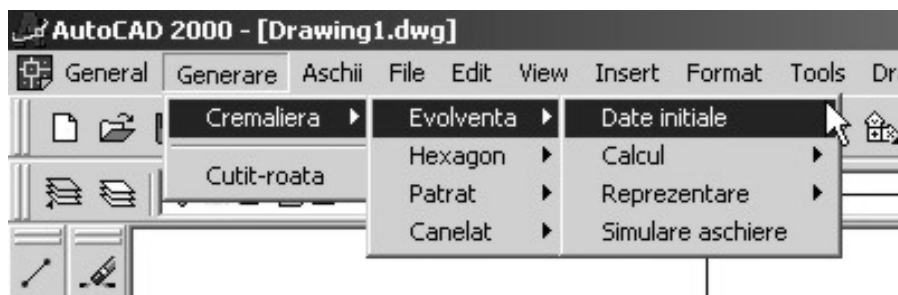 AutoCAD 2000 - [Drawing1.dwg]
General Generare Aschii File Edit View Insert Format Tools Dr
Cremaliera Evolventa Date initiale
Hexagon Calcul
Cutit-roata Patrat Reprezentare
Canelat Simulare aschiere